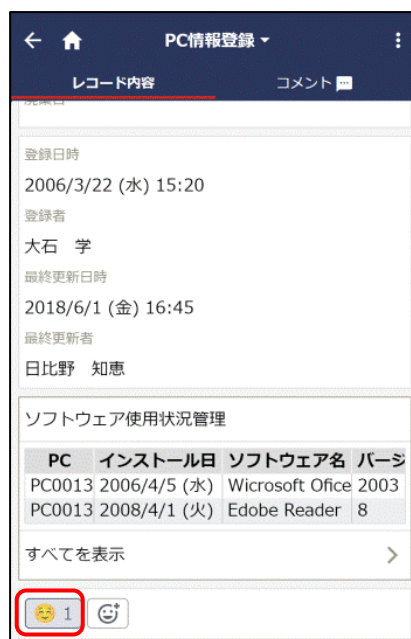 PC情報登録
レコード内容 コメント
登録日時
2006/3/22 (水) 15:20
登録者
大石 学
最終更新日時
2018/6/1 (金) 16:45
最終更新者
日比野 知恵
ソフトウェア使用状況管理
PC インストール日 ソフトウェア名 バージ
PC0013 2006/4/5 (水) Wicrosoft Ofice 2003
PC0013 2008/4/1 (火) Edobe Reader 8
すべてを表示
1